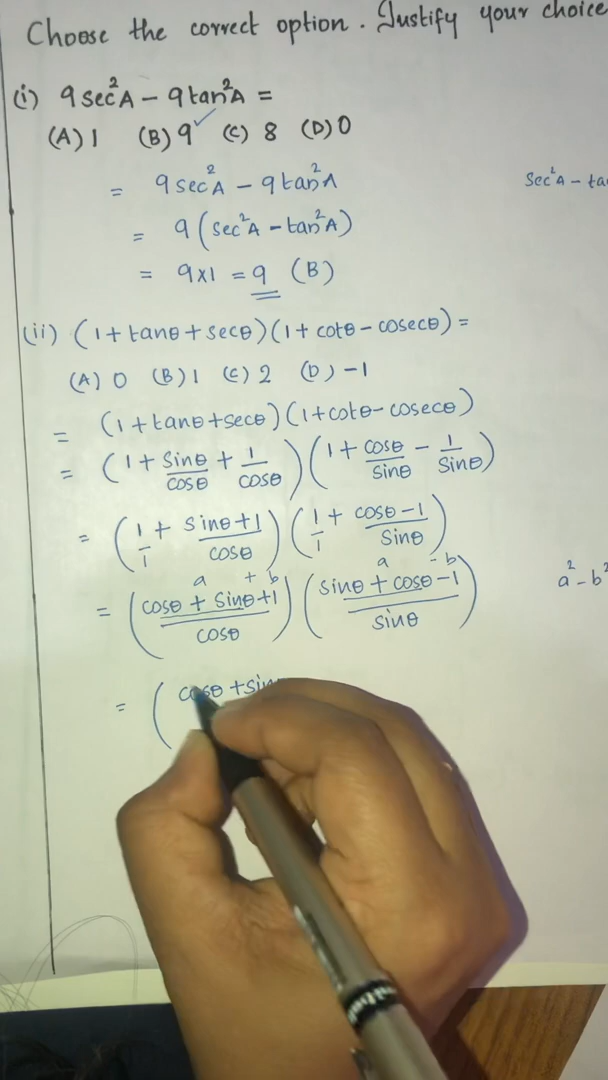 Choose the correct option. Justify your choice
(i) 9sec²A – 9tan²A =
(A) 1 (B) 9 ✓ (C) 8 (D) 0
= 9sec²A – 9tan²A
sec²A – ta
= 9(sec²A – tan²A)
= 9×1 = 9 (B)
(ii) (1+tanθ+secθ)(1+cotθ–cosecθ) =
(A) 0 (B) 1 (C) 2 (D) –1
= (1+tanθ+secθ)(1+cotθ–cosecθ)
= (1 + sinθ/cosθ + 1/cosθ)(1 + cosθ/sinθ – 1/sinθ)
= (1/1 + sinθ+1/cosθ)(1/1 + cosθ–1/sinθ)
a + b a – b
= (cosθ + sinθ+1/cosθ)(sinθ + cosθ–1/sinθ)
a²–b²
= (cosθ + sin